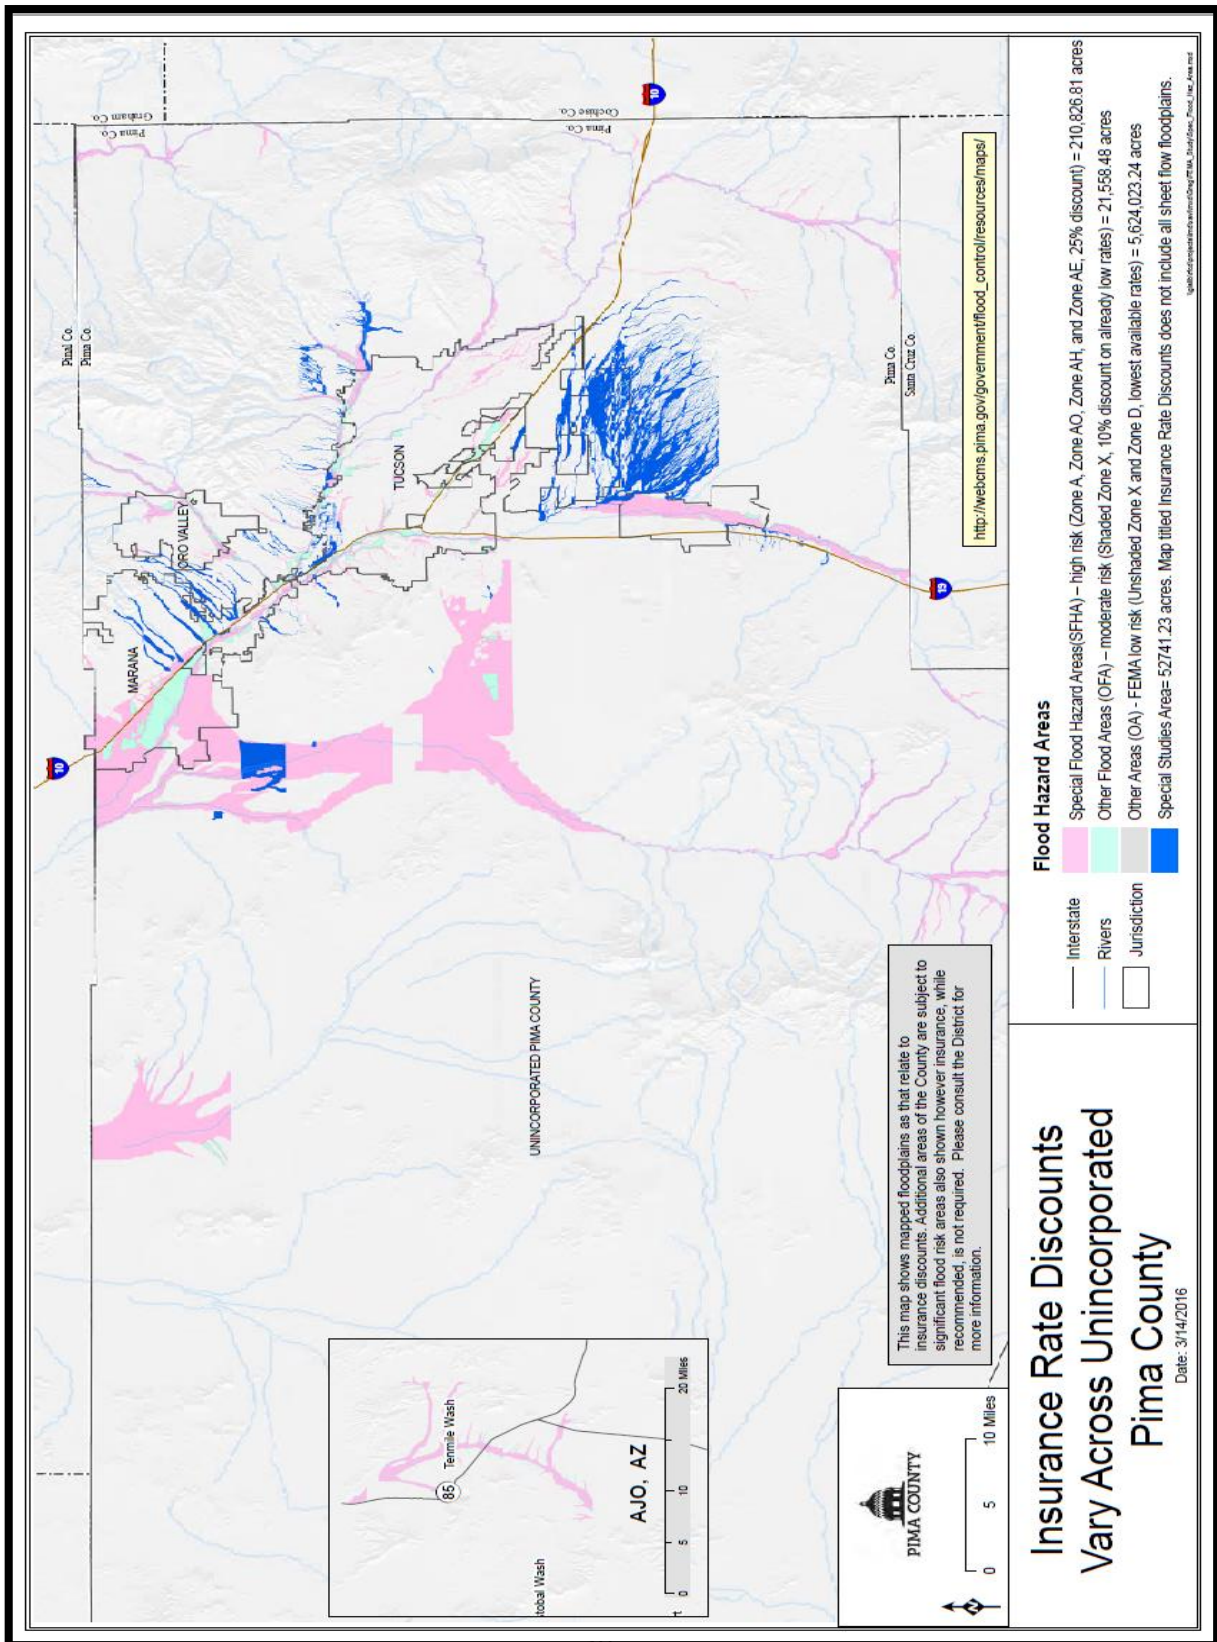 Pinal Co.
Pima Co.
Graham Co.
Pima Co.
Cochise Co.
Pima Co.
10
10
19
MARANA
ORO VALLEY
TUCSON
Pima Co.
Santa Cruz Co.
UNINCORPORATED PIMA COUNTY
http://webcms.pima.gov/government/flood_control/resources/maps/
85
Tenmile Wash
tobal Wash
AJO, AZ
0 5 10 20 Miles
This map shows mapped floodplains as that relate to
insurance discounts. Additional areas of the County are subject to
significant flood risk areas also shown however insurance, while
recommended, is not required. Please consult the District for
more information.
PIMA COUNTY
N
0 5 10 Miles
Insurance Rate Discounts
Vary Across Unincorporated
Pima County
Date: 3/14/2016
Interstate
Rivers
Jurisdiction
Flood Hazard Areas
Special Flood Hazard Areas(SFHA) – high risk (Zone A, Zone AO, Zone AH, and Zone AE, 25% discount) = 210,826.81 acres
Other Flood Areas (OFA) – moderate risk (Shaded Zone X, 10% discount on already low rates) = 21,558.48 acres
Other Areas (OA) - FEMA low risk (Unshaded Zone X and Zone D, lowest available rates) = 5,624,023.24 acres
Special Studies Area= 52741.23 acres. Map titled Insurance Rate Discounts does not include all sheet flow floodplains.